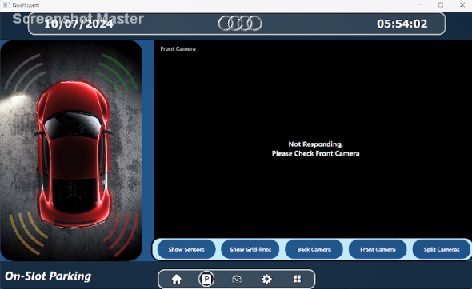 Dashboard
Screenshot Master
10/07/2024
05:54:02
Front Camera
Not Responding.
Please Check Front Camera
Show Sensors
Show Grid-lines
Back Camera
Front Camera
Split Cameras
On-Slot Parking
P